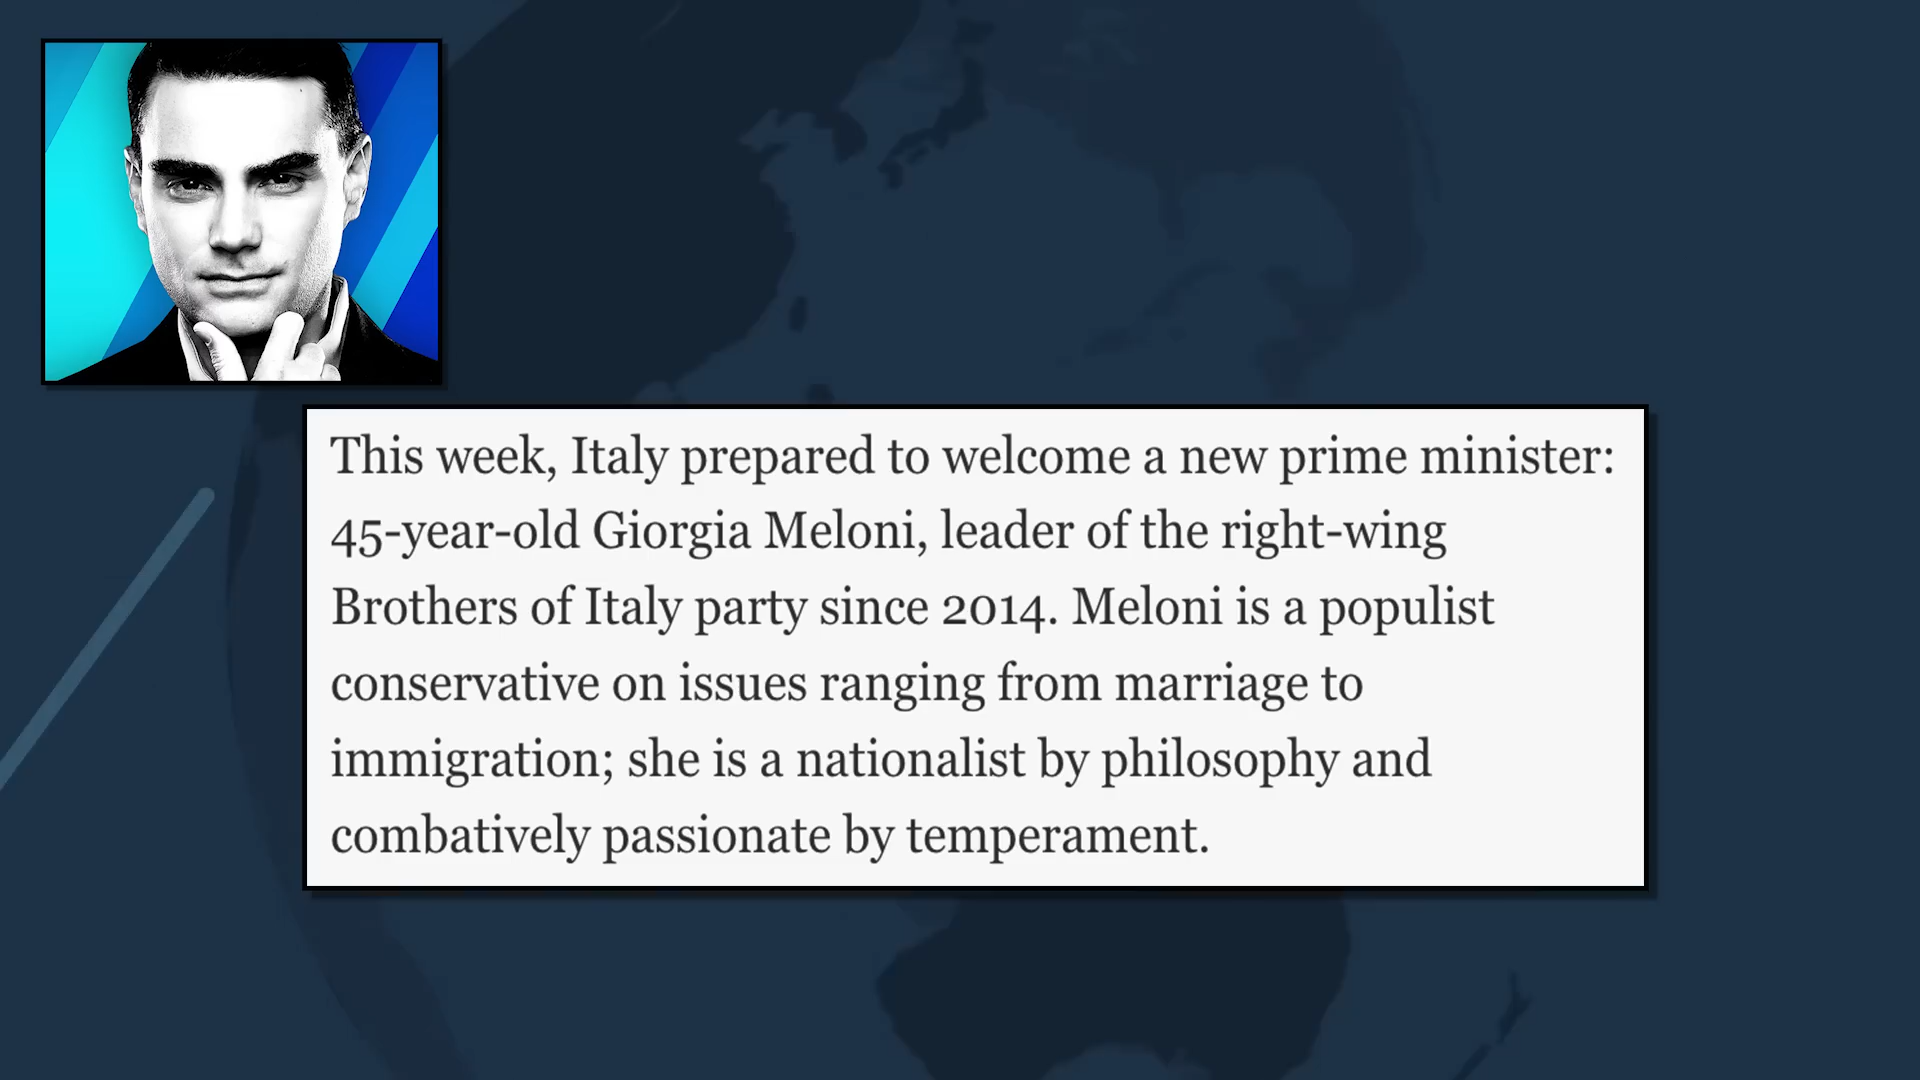 This week, Italy prepared to welcome a new prime minister:
45-year-old Giorgia Meloni, leader of the right-wing
Brothers of Italy party since 2014. Meloni is a populist
conservative on issues ranging from marriage to
immigration; she is a nationalist by philosophy and
combatively passionate by temperament.